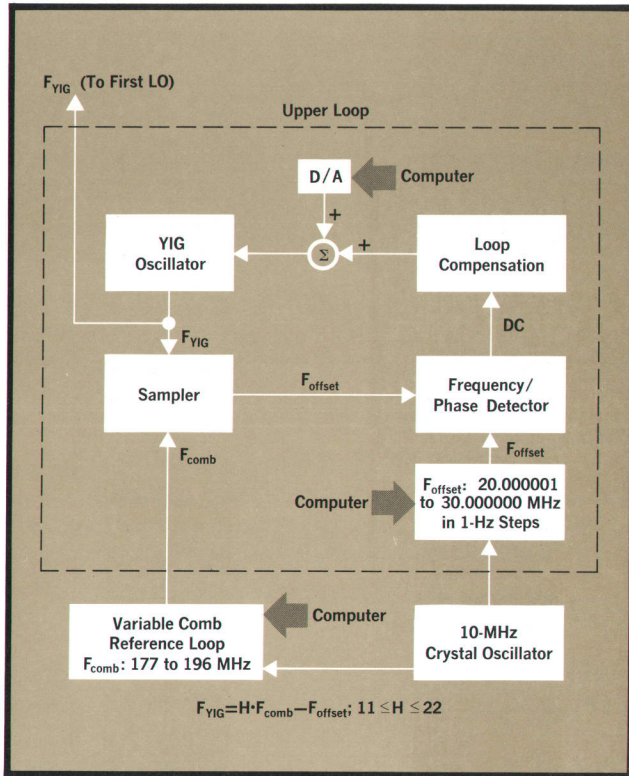 F_YIG (To First LO)
Upper Loop
D/A
Computer
+
YIG
Oscillator
Σ
+
Loop
Compensation
DC
F_YIG
Sampler
F_offset
Frequency/
Phase Detector
F_comb
F_offset
Computer
F_offset: 20.000001
to 30.000000 MHz
in 1-Hz Steps
Variable Comb
Reference Loop
F_comb: 177 to 196 MHz
Computer
10-MHz
Crystal Oscillator
F_YIG=H·F_comb–F_offset; 11 ≤H ≤ 22